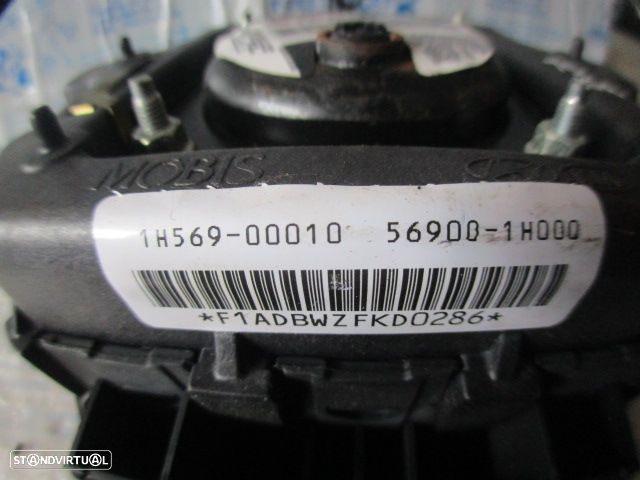 MOBIS
1H569-00010 56900-1H000
*F1ADBWZFKD0286*
STANDVIRTUAL